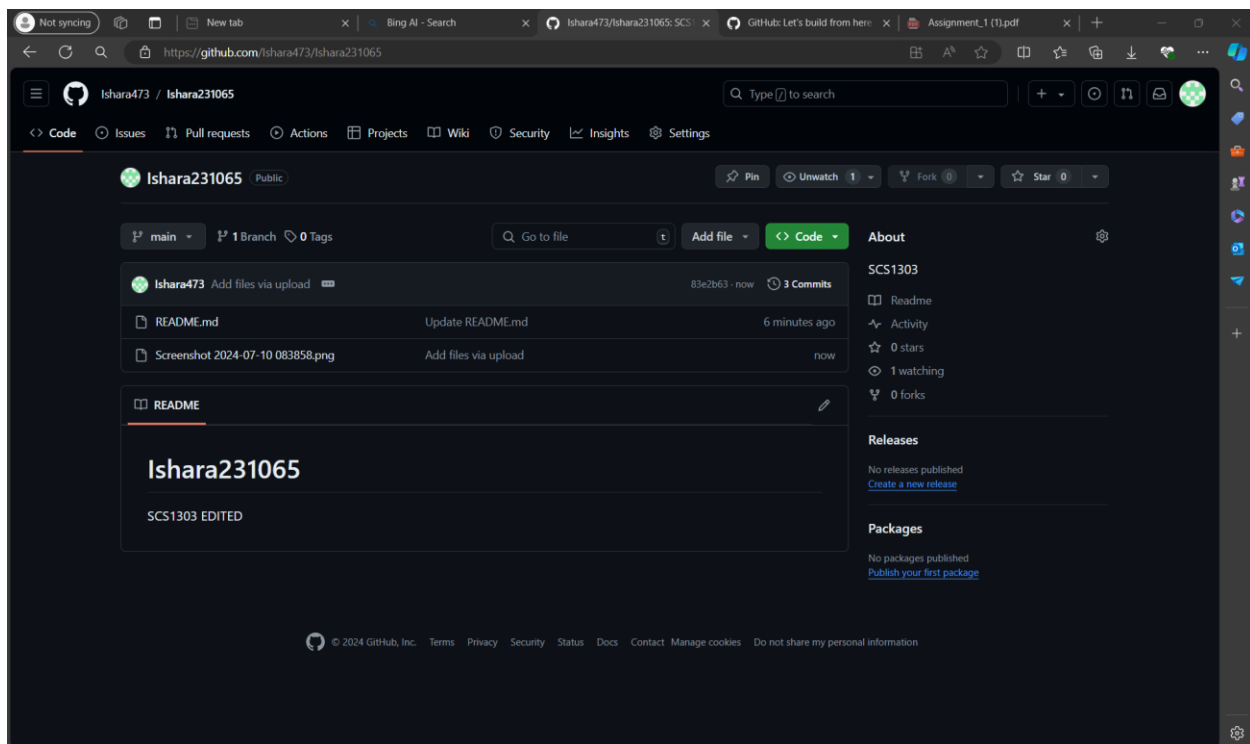 Not syncing New tab Bing AI - Search Ishara473/Ishara231065: SCS1 GitHub: Let's build from here Assignment_1 (1).pdf
https://github.com/Ishara473/Ishara231065
Ishara473 / Ishara231065 Type / to search
Code Issues Pull requests Actions Projects Wiki Security Insights Settings
Ishara231065 Public Pin Unwatch 1 Fork 0 Star 0
main 1 Branch 0 Tags Go to file t Add file Code About
SCS1303
Ishara473 Add files via upload 83e2b63 · now 3 Commits
Readme
README.md Update README.md 6 minutes ago
Activity
0 stars
Screenshot 2024-07-10 083858.png Add files via upload now
1 watching
0 forks
README
Releases
Ishara231065
No releases published
Create a new release
SCS1303 EDITED
Packages
No packages published
Publish your first package
© 2024 GitHub, Inc. Terms Privacy Security Status Docs Contact Manage cookies Do not share my personal information